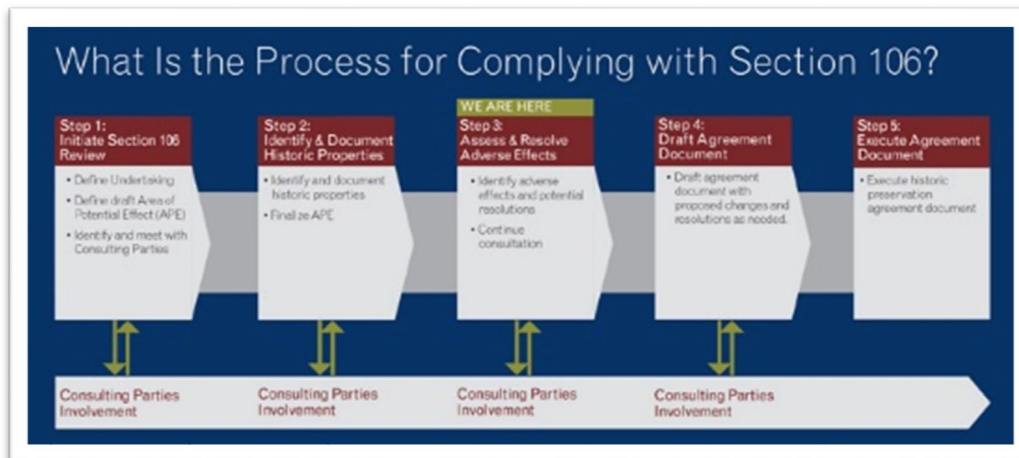 What Is the Process for Complying with Section 106?
WE ARE HERE
Step 1:
Initiate Section 106
Review
• Define Undertaking
• Define draft Area of
Potential Effect (APE)
• Identify and meet with
Consulting Parties
Step 2:
Identify & Document
Historic Properties
• Identify and document
historic properties
• Finalize APE
Step 3:
Assess & Resolve
Adverse Effects
• Identify adverse
effects and potential
resolutions
• Continue
consultation
Step 4:
Draft Agreement
Document
• Draft agreement
document with
proposed changes and
resolutions as needed.
Step 5:
Execute Agreement
Document
• Execute historic
preservation
agreement document
Consulting Parties
Involvement
Consulting Parties
Involvement
Consulting Parties
Involvement
Consulting Parties
Involvement